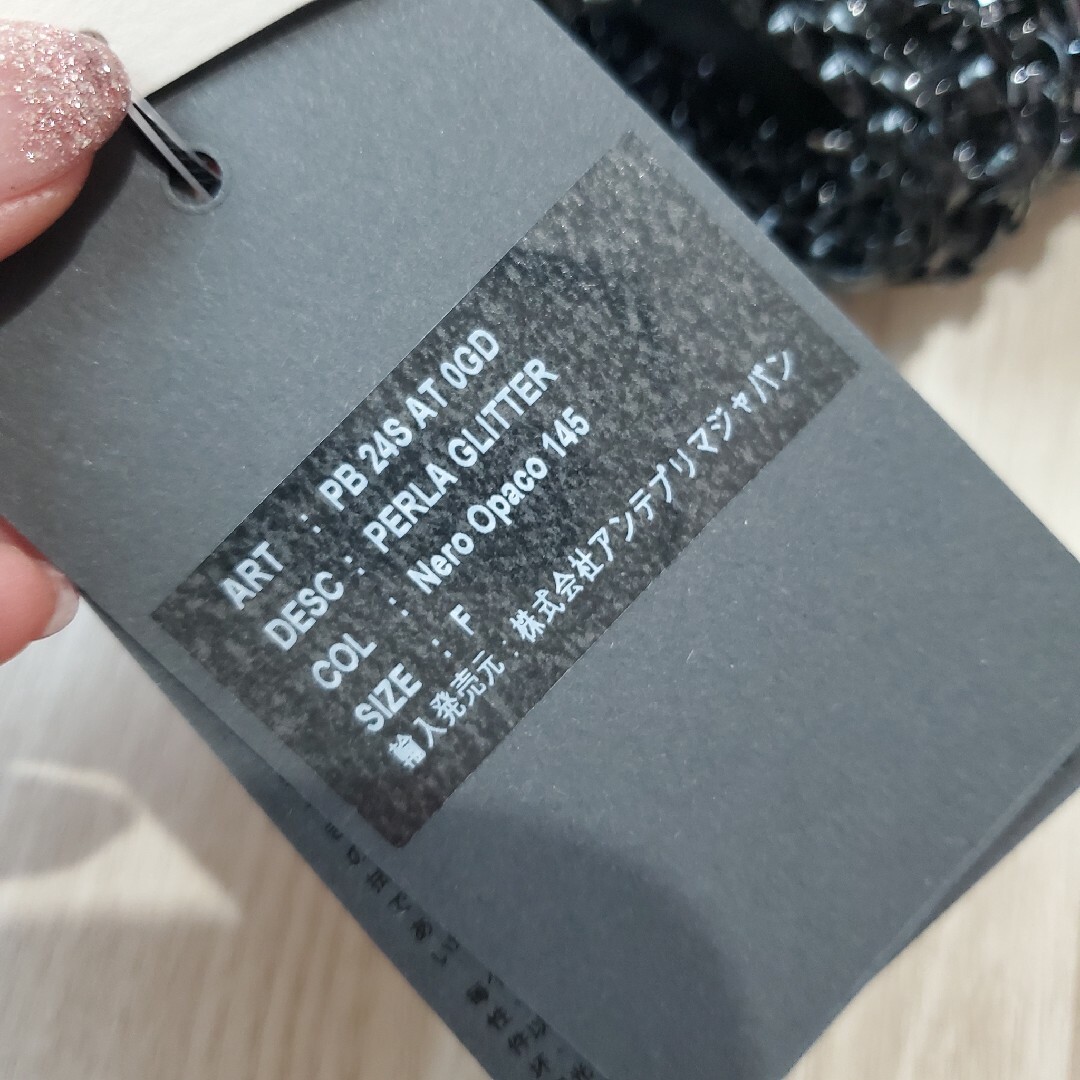 ART : PB 24S AT 0GD
DESC : PERLA GLITTER
COL : Nero Opaco 145
SIZE : F
輸入発売元:株式会社アンテプリマジャパン